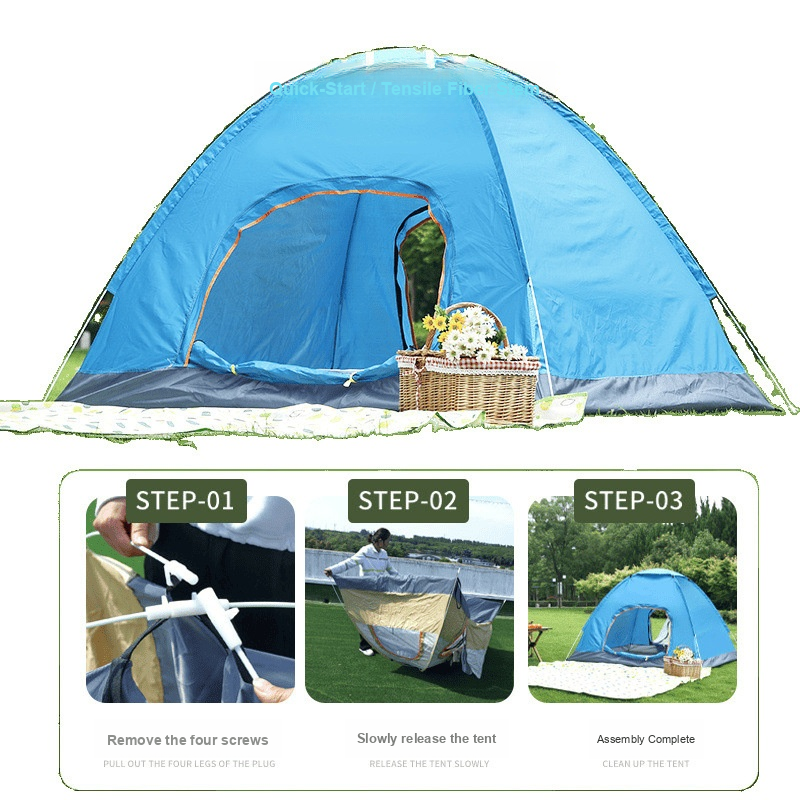 Quick-Start / Tensile
STEP-01
STEP-02
STEP-03
Remove the four screws
PULL OUT THE FOUR LEGS OF THE PLUG
Slowly release the tent
RELEASE THE TENT SLOWLY
Assembly Complete
CLEAN UP THE TENT